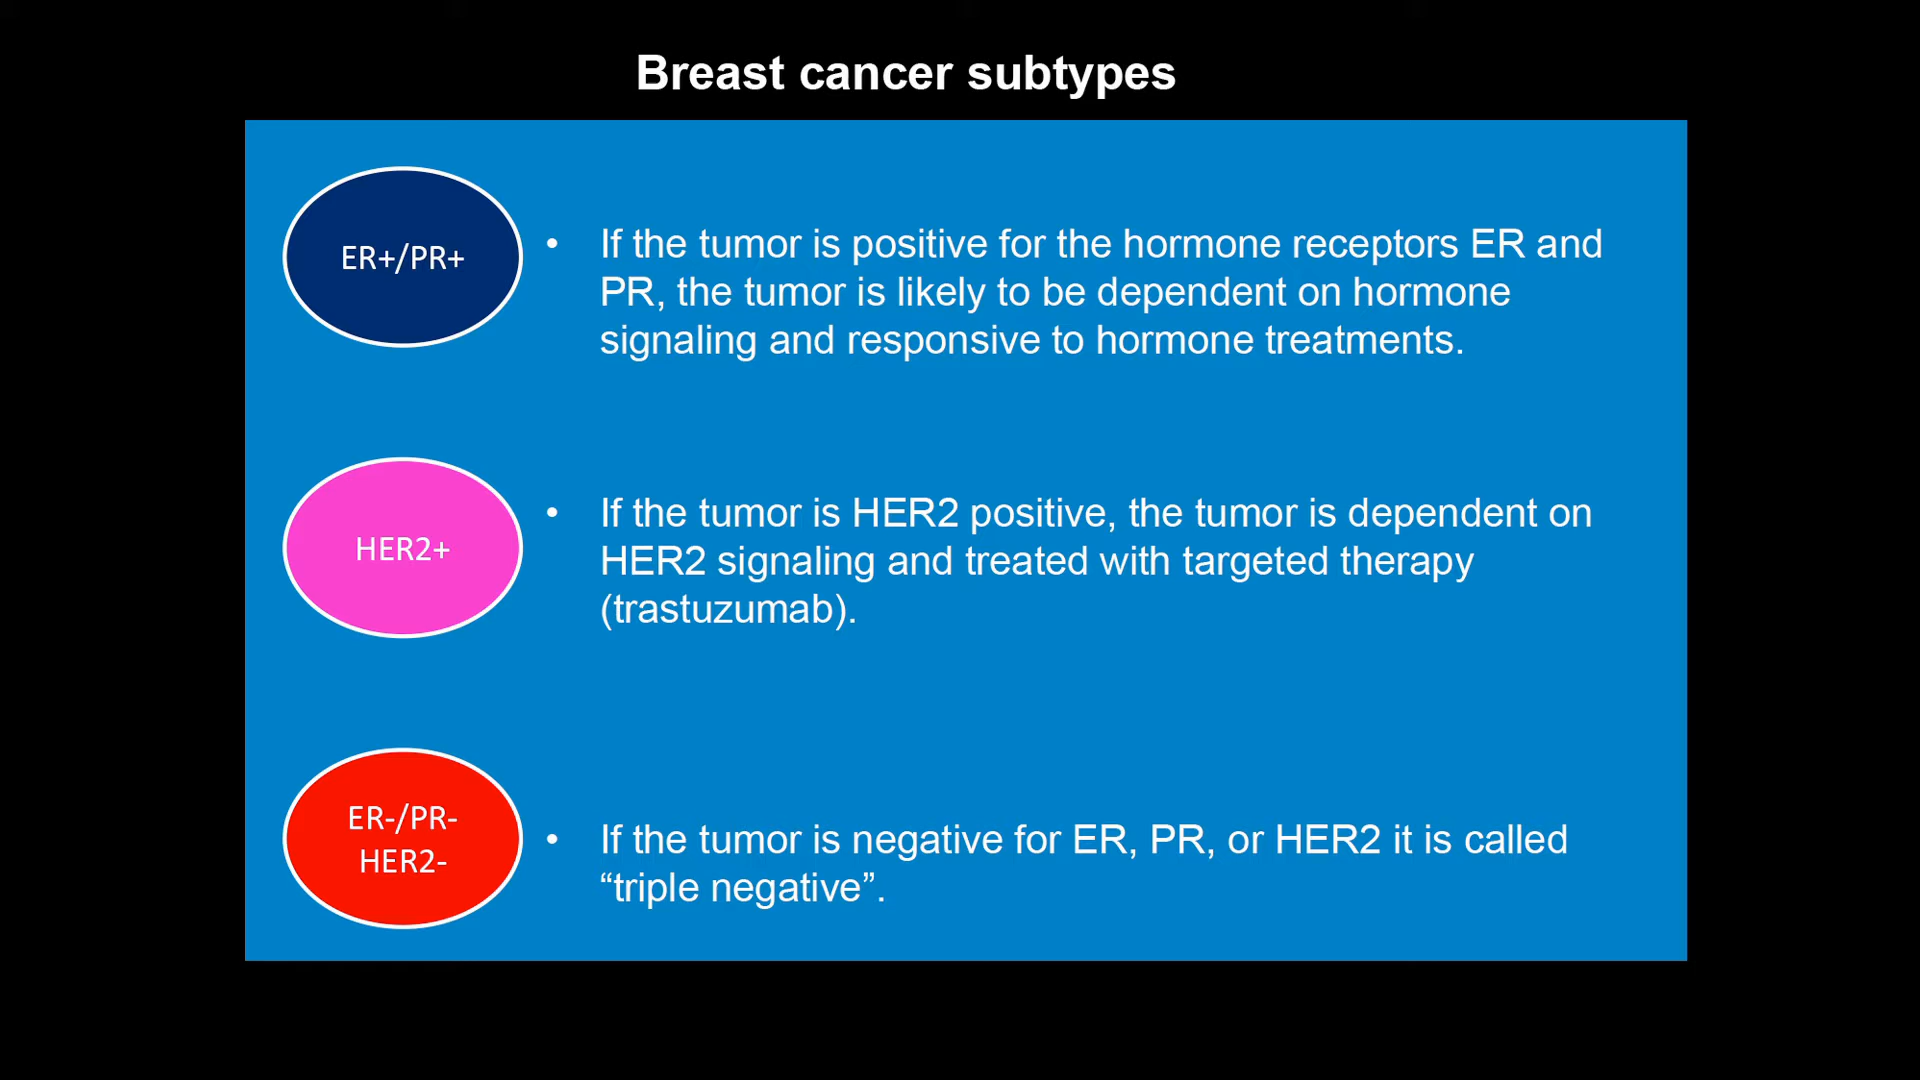 Breast cancer subtypes
ER+/PR+
• If the tumor is positive for the hormone receptors ER and
PR, the tumor is likely to be dependent on hormone
signaling and responsive to hormone treatments.
HER2+
• If the tumor is HER2 positive, the tumor is dependent on
HER2 signaling and treated with targeted therapy
(trastuzumab).
ER-/PR-
HER2-
• If the tumor is negative for ER, PR, or HER2 it is called
“triple negative”.